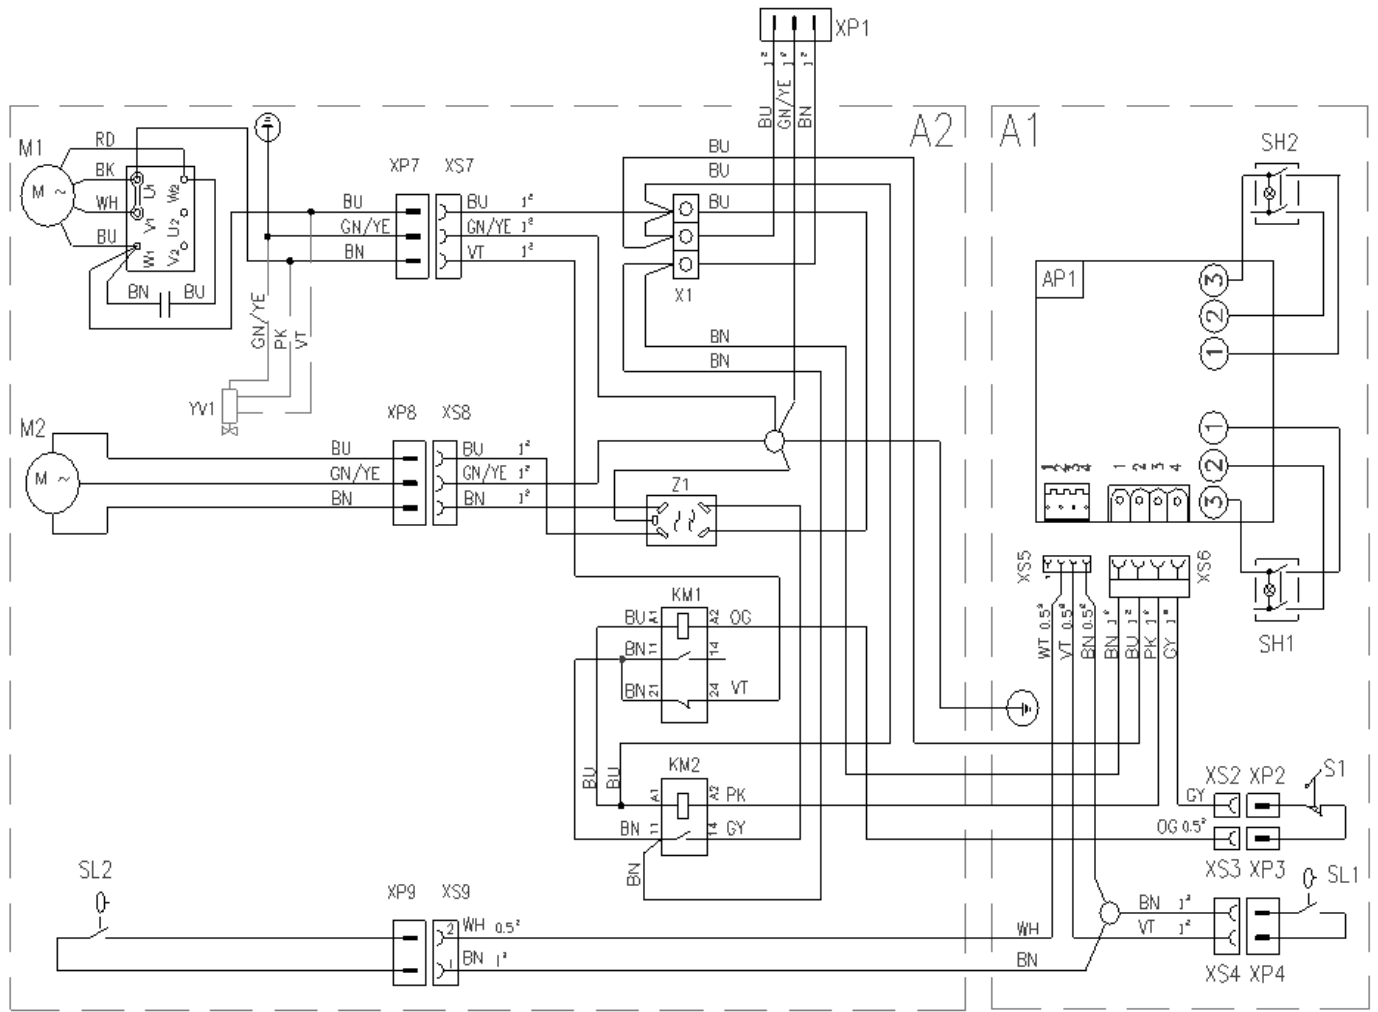 XP1
1² 1² 1²
BU GN/YE BN
A2 A1
M1
M ~
RD
BK
WH
BU
U1 W2
V1 U2
W1 V2
BN BU
XP7 XS7
BU BU 1²
GN/YE GN/YE 1²
BN VT 1²
BU
BU
BU
X1
BN
BN
GN/YE PK VT
YV1
SH2
AP1
3
2
1
1
2
3
1 2 3 4
1 2 3 4
M2
M ~
XP8 XS8
BU BU 1²
GN/YE GN/YE 1²
BN BN 1²
Z1
XS5 XS6
1
WT 0.5² VT 0.5² BN 0.5² BN 1² BU 1² PK 1² GY 1²
SH1
KM1
BU A1 A2 OG
BN 11 14
BN 21 24 VT
KM2
BU BU
A1 A2 PK
BN 11 14 GY
BN
XS2 XP2 S1
GY
OG 0.5²
XS3 XP3
SL1
BN 1²
VT 1²
XS4 XP4
SL2
XP9 XS9
2 WH 0.5² WH
1 BN 1² BN